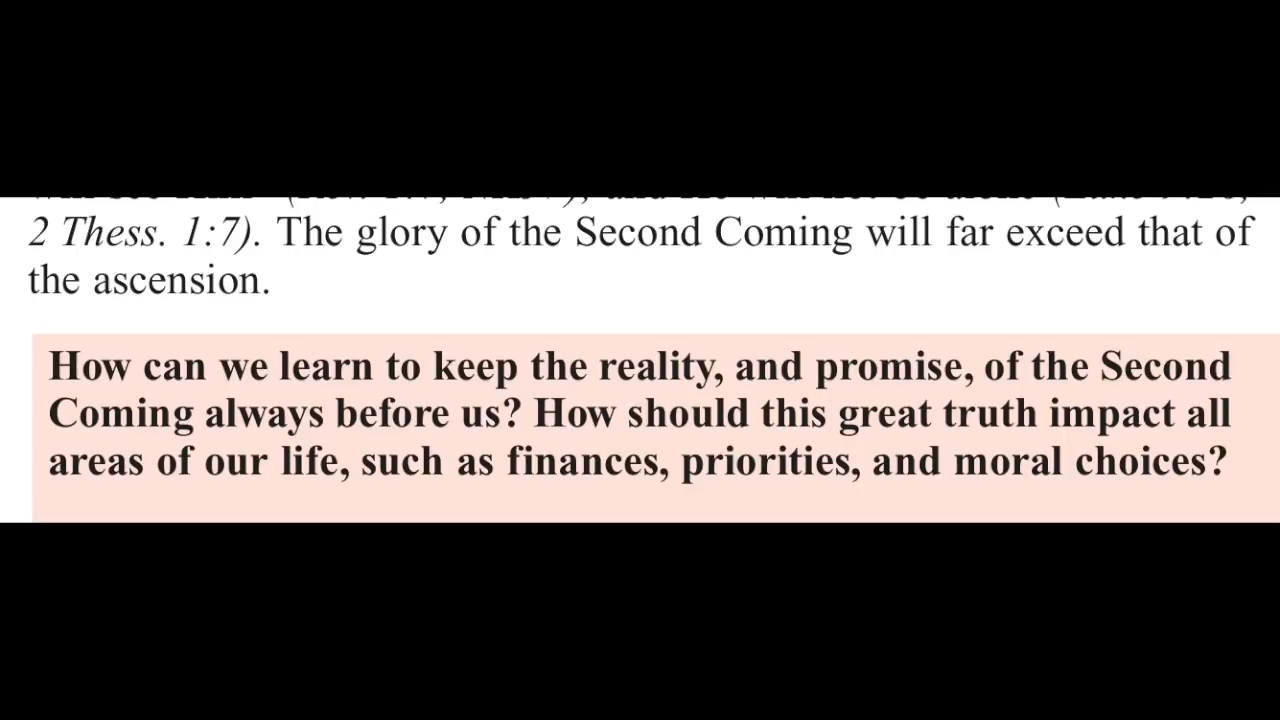 2 Thess. 1:7). The glory of the Second Coming will far exceed that of
the ascension.
How can we learn to keep the reality, and promise, of the Second
Coming always before us? How should this great truth impact all
areas of our life, such as finances, priorities, and moral choices?